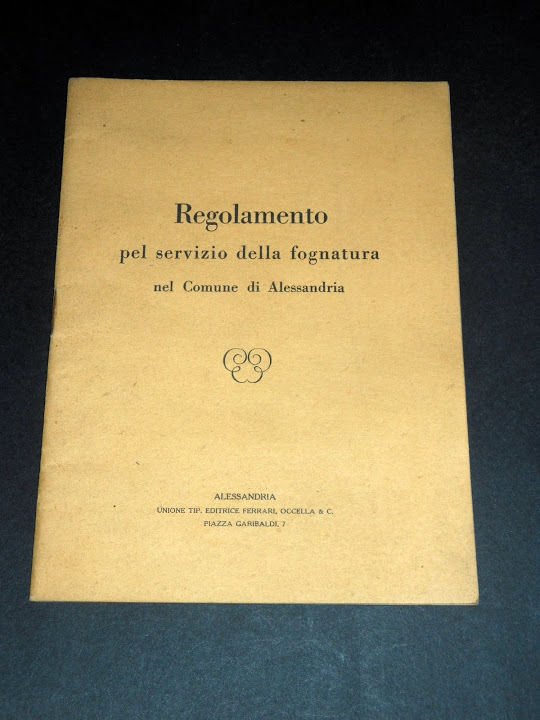 Regolamento
pel servizio della fognatura
nel Comune di Alessandria
ALESSANDRIA
UNIONE TIP. EDITRICE FERRARI, OCCELLA & C.
PIAZZA GARIBALDI, 7